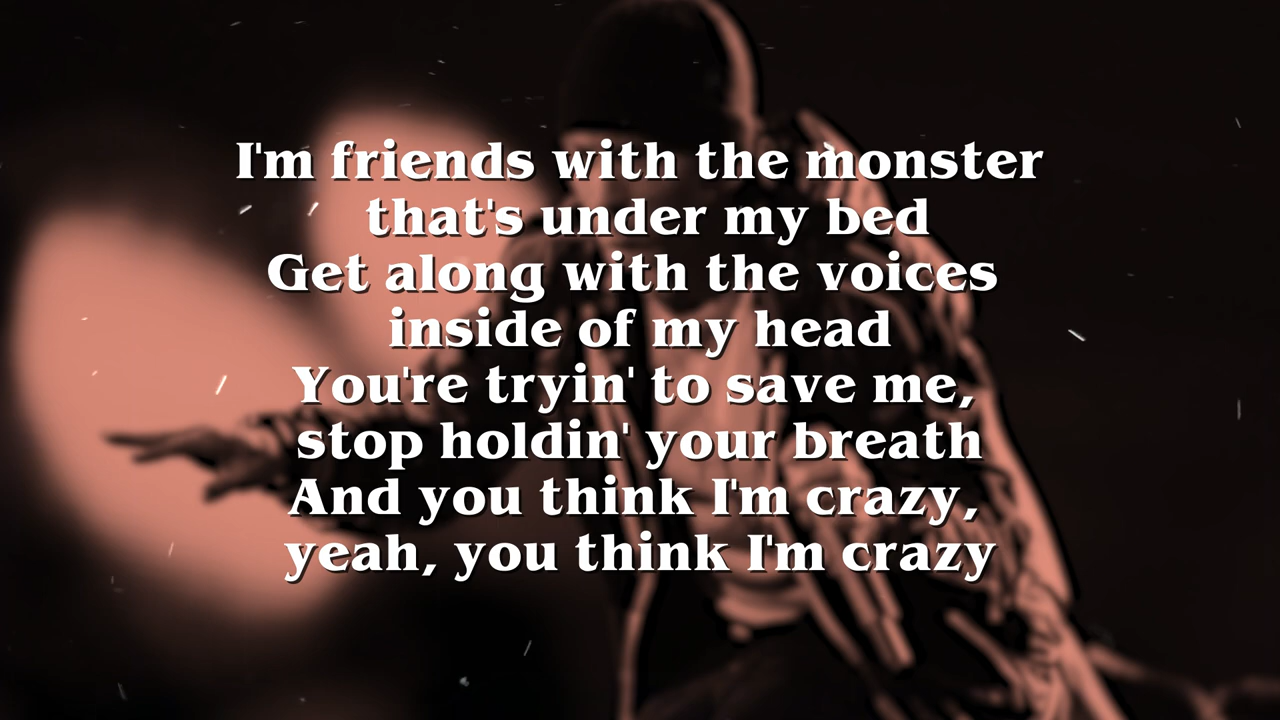 I'm friends with the monster
that's under my bed
Get along with the voices
inside of my head
You're tryin' to save me,
stop holdin' your breath
And you think I'm crazy,
yeah, you think I'm crazy